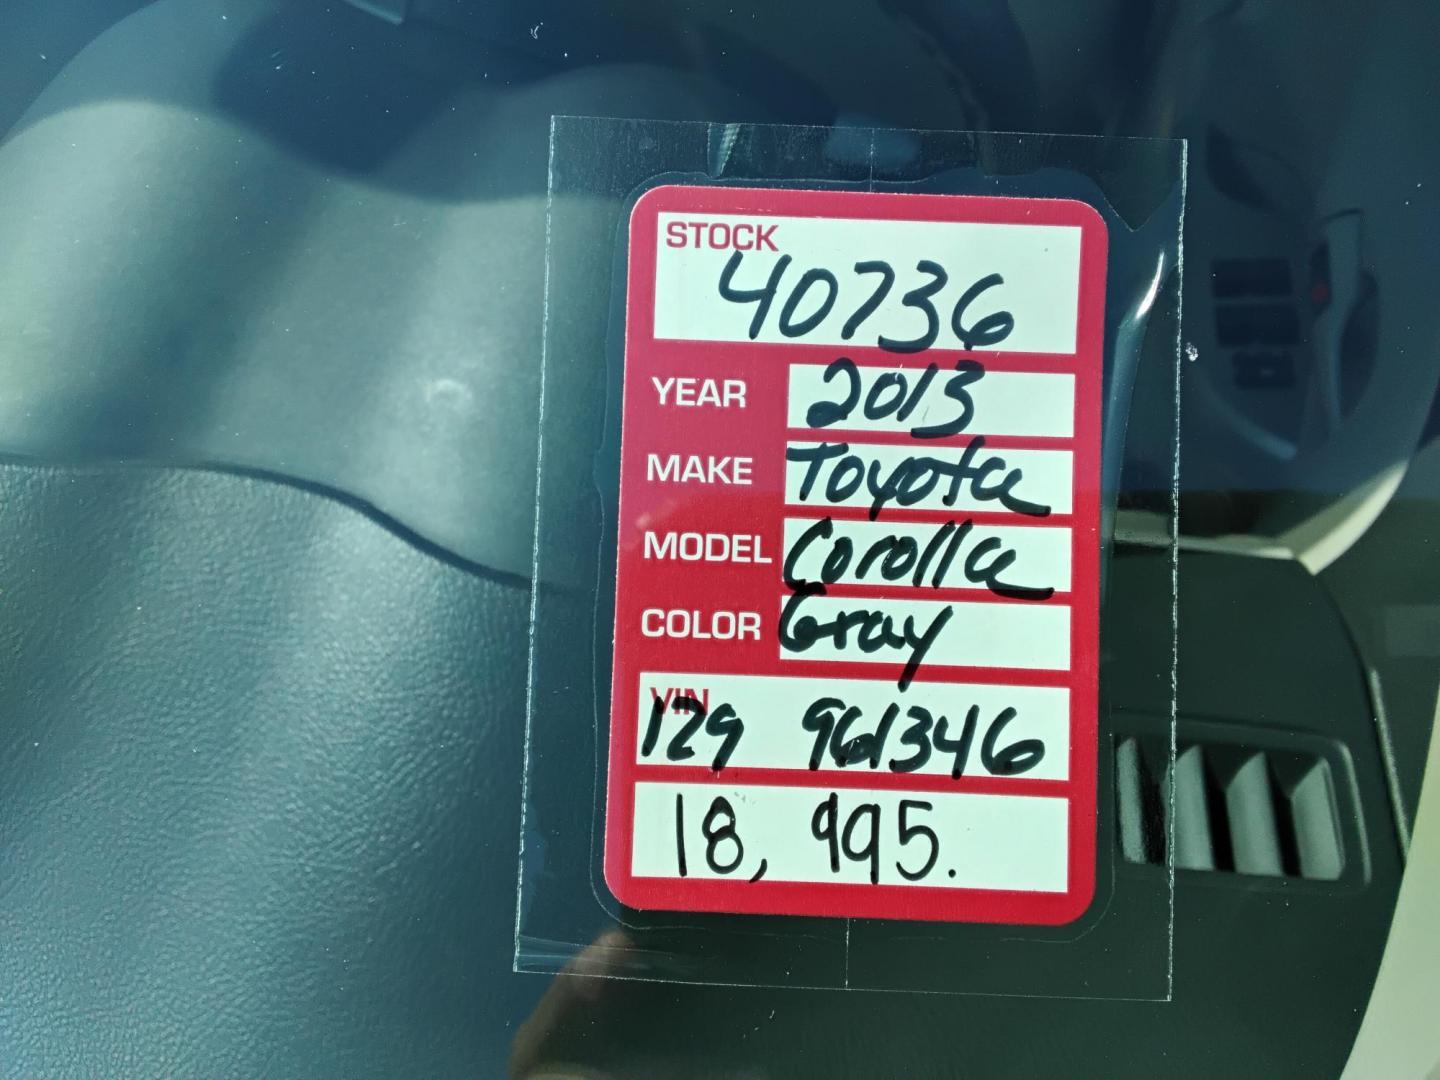 STOCK
40736
YEAR 2013
MAKE Toyota
MODEL Corolla
COLOR Gray
VIN
129 961346
18,995.